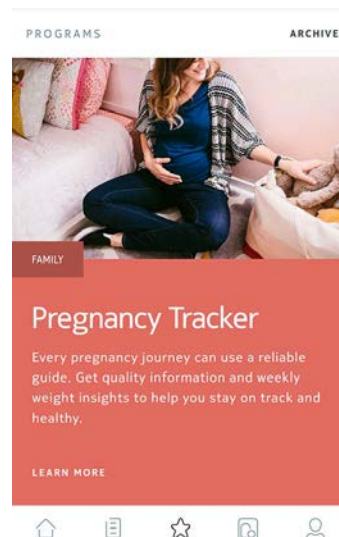 PROGRAMS
ARCHIVE
FAMILY
Pregnancy Tracker
Every pregnancy journey can use a reliable
guide. Get quality information and weekly
weight insights to help you stay on track and
healthy.
LEARN MORE